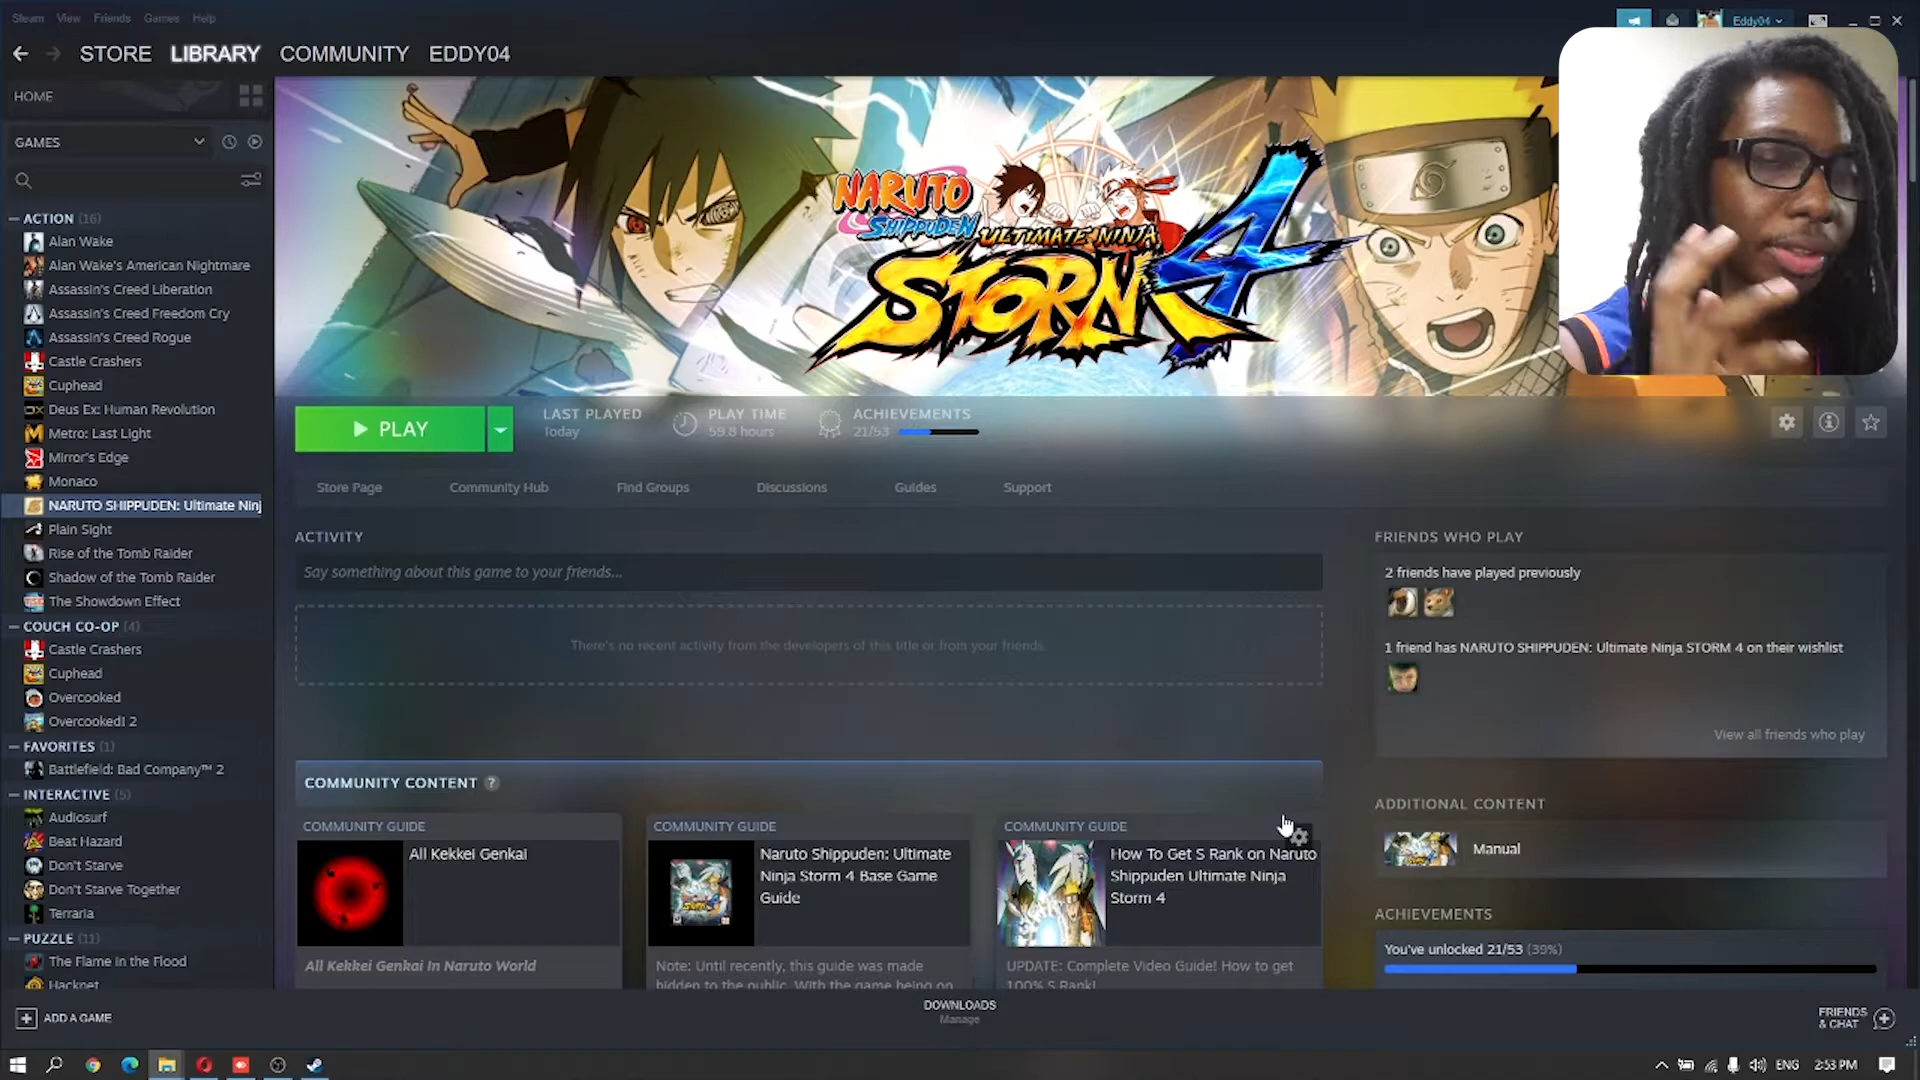 Steam View Friends Games Help
Eddy04
STORE LIBRARY COMMUNITY EDDY04
HOME
GAMES
ACTION (16)
Alan Wake
Alan Wake's American Nightmare
Assassin's Creed Liberation
Assassin's Creed Freedom Cry
Assassin's Creed Rogue
Castle Crashers
Cuphead
Deus Ex: Human Revolution
Metro: Last Light
Mirror's Edge
Monaco
NARUTO SHIPPUDEN: Ultimate Ninj
Plain Sight
Rise of the Tomb Raider
Shadow of the Tomb Raider
The Showdown Effect
COUCH CO-OP (4)
Castle Crashers
Cuphead
Overcooked
Overcooked! 2
FAVORITES (1)
Battlefield: Bad Company™ 2
INTERACTIVE (5)
Audiosurf
Beat Hazard
Don't Starve
Don't Starve Together
Terraria
PUZZLE (11)
The Flame in the Flood
Hacknet
ADD A GAME
NARUTO
SHIPPUDEN
ULTIMATE NINJA
STORM 4
PLAY
LAST PLAYED
Today
PLAY TIME
59.8 hours
ACHIEVEMENTS
21/53
Store Page Community Hub Find Groups Discussions Guides Support
ACTIVITY
Say something about this game to your friends...
There's no recent activity from the developers of this title or from your friends.
COMMUNITY CONTENT ?
COMMUNITY GUIDE
All Kekkei Genkai
All Kekkei Genkai In Naruto World
COMMUNITY GUIDE
Naruto Shippuden: Ultimate
Ninja Storm 4 Base Game
Guide
Note: Until recently, this guide was made
hidden to the public. With the game being on
COMMUNITY GUIDE
How To Get S Rank on Naruto
Shippuden Ultimate Ninja
Storm 4
UPDATE: Complete Video Guide! How to get
100% S Rank!
FRIENDS WHO PLAY
2 friends have played previously
1 friend has NARUTO SHIPPUDEN: Ultimate Ninja STORM 4 on their wishlist
View all friends who play
ADDITIONAL CONTENT
Manual
ACHIEVEMENTS
You've unlocked 21/53 (39%)
DOWNLOADS
Manage
FRIENDS
& CHAT
ENG 2:53 PM